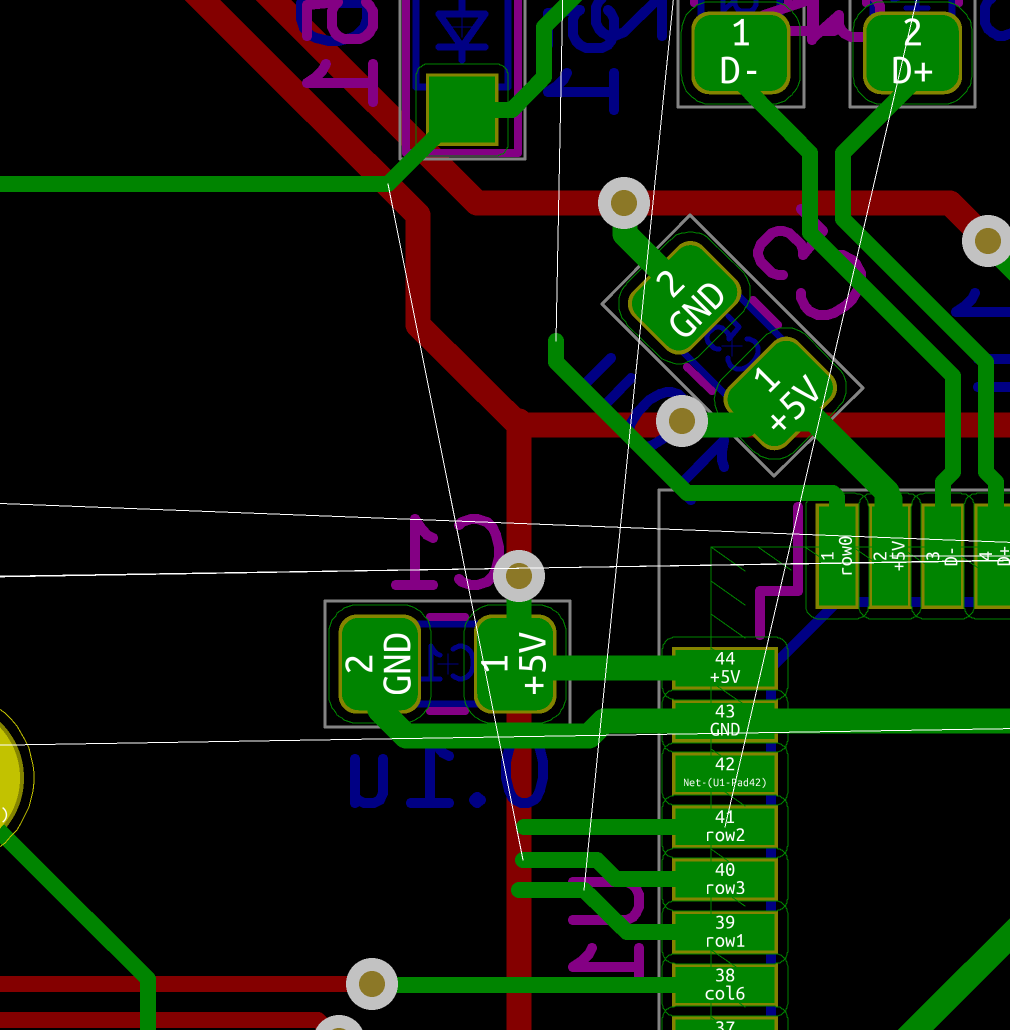 1
D-
2
D+
C3
2
GND
1
+5V
C1
2
GND
1
+5V
C1
0.1u
1
row0
2
+5V
3
D-
4
D+
44
+5V
43
GND
42
Net-(U1-Pad42)
41
row2
40
row3
39
row1
38
col6
37
U1